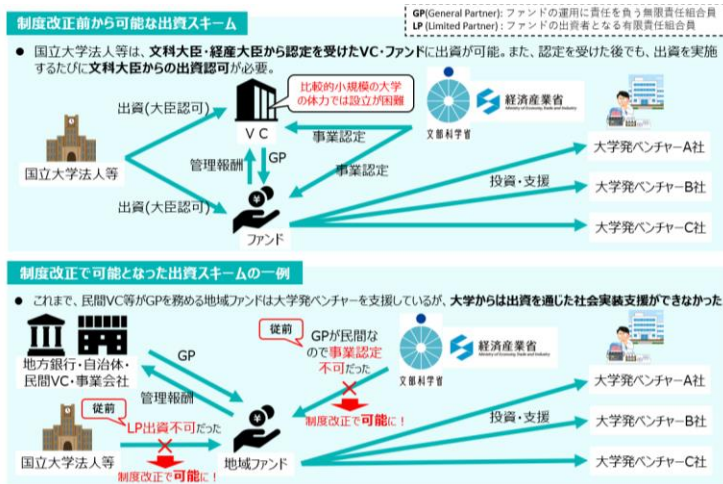 制度改正前から可能な出資スキーム
GP(General Partner): ファンドの運用に責任を負う無限責任組合員
LP (Limited Partner) : ファンドの出資者となる有限責任組合員
● 国立大学法人等は、文科大臣・経産大臣から認定を受けたVC・ファンドに出資が可能。また、認定を受けた後でも、出資を実施
するたびに文科大臣からの出資認可が必要。
比較的小規模の大学
の体力では設立が困難
出資(大臣認可)
VC
事業認定
文部科学省
経済産業省
Ministry of Economy, Trade and Industry
国立大学法人等
管理報酬
GP
事業認定
大学発ベンチャーA社
投資・支援
大学発ベンチャーB社
出資(大臣認可)
ファンド
大学発ベンチャーC社
制度改正で可能となった出資スキームの一例
● これまで、民間VC等がGPを務める地域ファンドは大学発ベンチャーを支援しているが、大学からは出資を通じた社会実装支援ができなかった
地方銀行・自治体・
民間VC・事業会社
GP
管理報酬
従前
GPが民間な
ので事業認定
不可だった
制度改正で可能に！
文部科学省
経済産業省
Ministry of Economy, Trade and Industry
大学発ベンチャーA社
従前
LP出資不可だった
投資・支援
大学発ベンチャーB社
国立大学法人等
制度改正で可能に！
地域ファンド
大学発ベンチャーC社